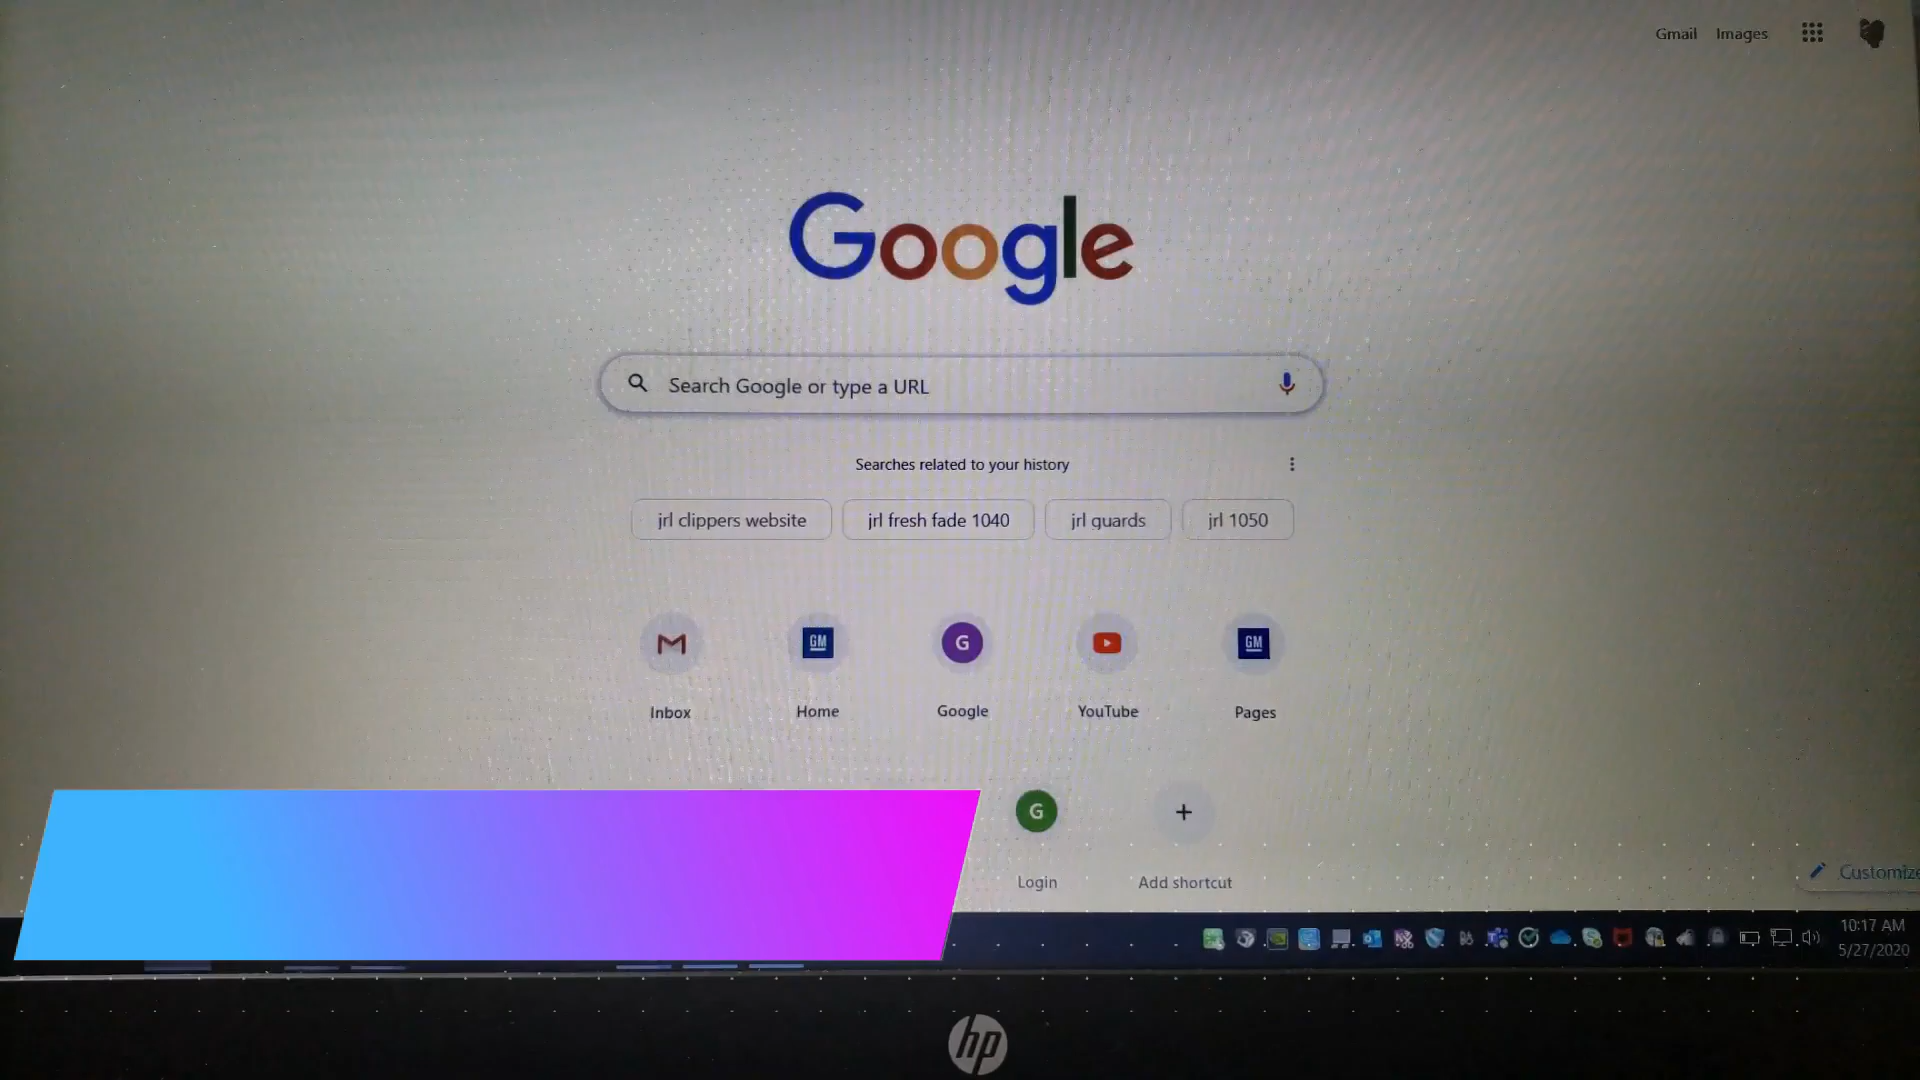 Gmail Images
Google
Search Google or type a URL
Searches related to your history
jrl clippers website jrl fresh fade 1040 jrl guards jrl 1050
GM G GM
Inbox Home Google YouTube Pages
G +
Login Add shortcut
Customize
10:17 AM
5/27/2020
hp